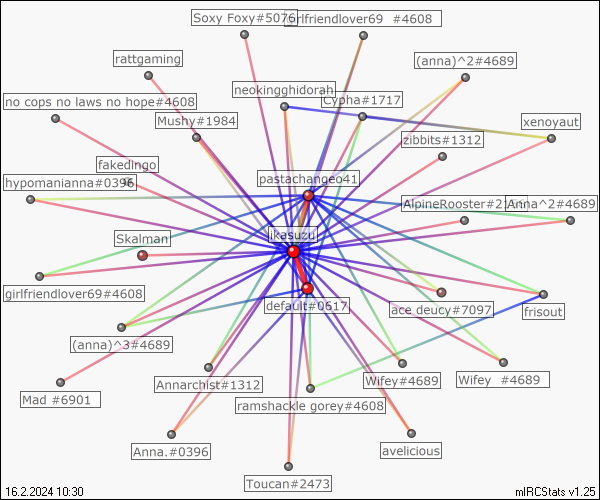 Soxy Foxy#5076
girlfriendlover69 #4608
rattgaming
(anna)^2#4689
neokingghidorah
no cops no laws no hope#4608
Cypha#1717
Mushy#1984
xenoyaut
zibbits#1312
fakedingo
hypomanianna#0396
pastachangeo41
AlpineRooster#21
Anna^2#4689
ikasuzu
Skalman
girlfriendlover69#4608
default#0617
ace deucy#7097
frisout
(anna)^3#4689
Annarchist#1312
Wifey#4689
Wifey #4689
Mad #6901
ramshackle gorey#4608
Anna.#0396
avelicious
Toucan#2473
16.2.2024 10:30
mIRCStats v1.25